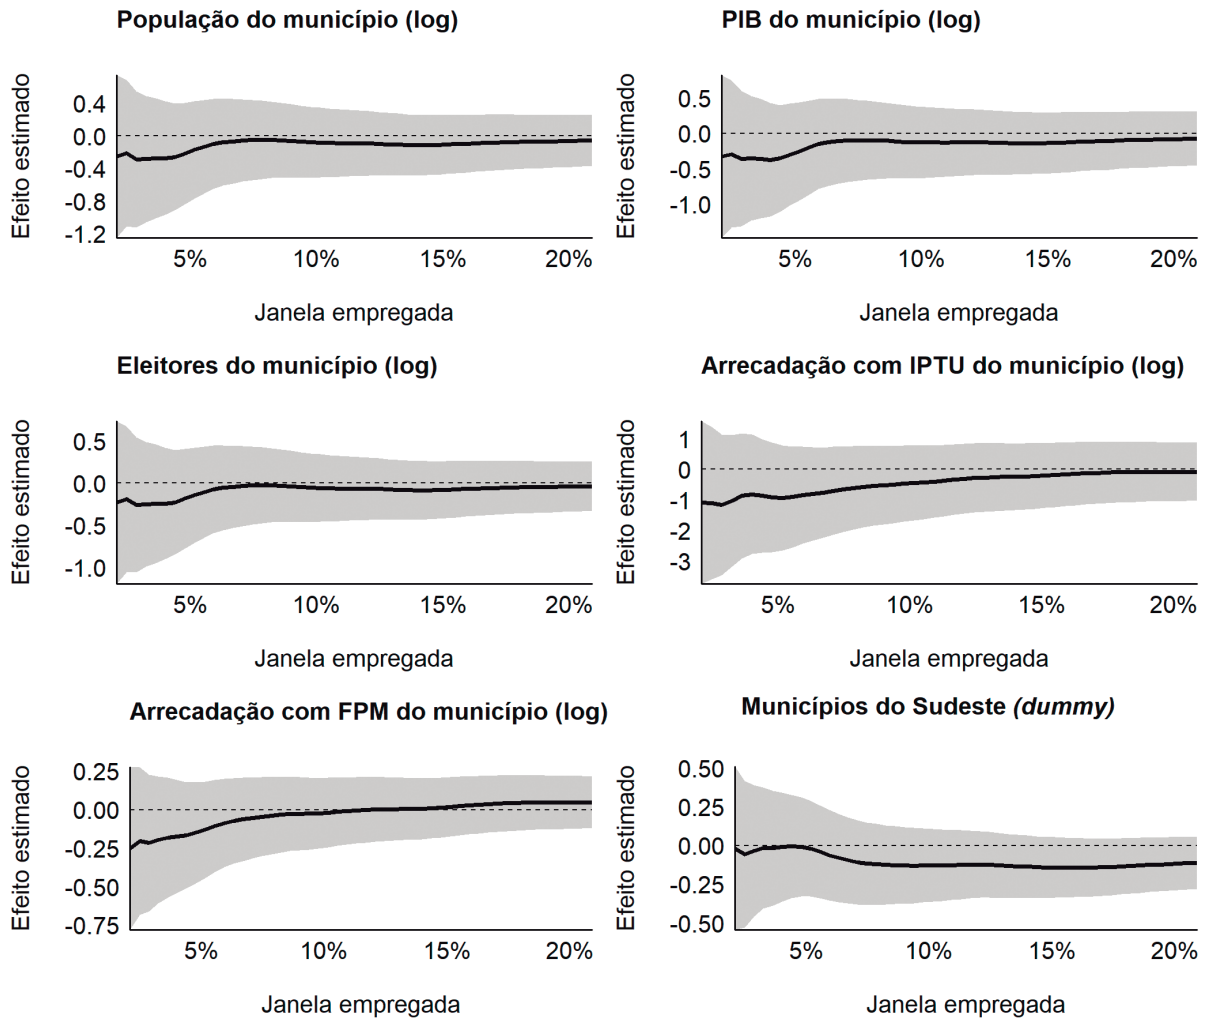 População do município (log)
Efeito estimado
0.4
0.0
-0.4
-0.8
-1.2
5% 10% 15% 20%
Janela empregada
PIB do município (log)
Efeito estimado
0.5
0.0
-0.5
-1.0
5% 10% 15% 20%
Janela empregada
Eleitores do município (log)
Efeito estimado
0.5
0.0
-0.5
-1.0
5% 10% 15% 20%
Janela empregada
Arrecadação com IPTU do município (log)
Efeito estimado
1
0
-1
-2
-3
5% 10% 15% 20%
Janela empregada
Arrecadação com FPM do município (log)
Efeito estimado
0.25
0.00
-0.25
-0.50
-0.75
5% 10% 15% 20%
Janela empregada
Municípios do Sudeste (dummy)
Efeito estimado
0.50
0.25
0.00
-0.25
-0.50
5% 10% 15% 20%
Janela empregada